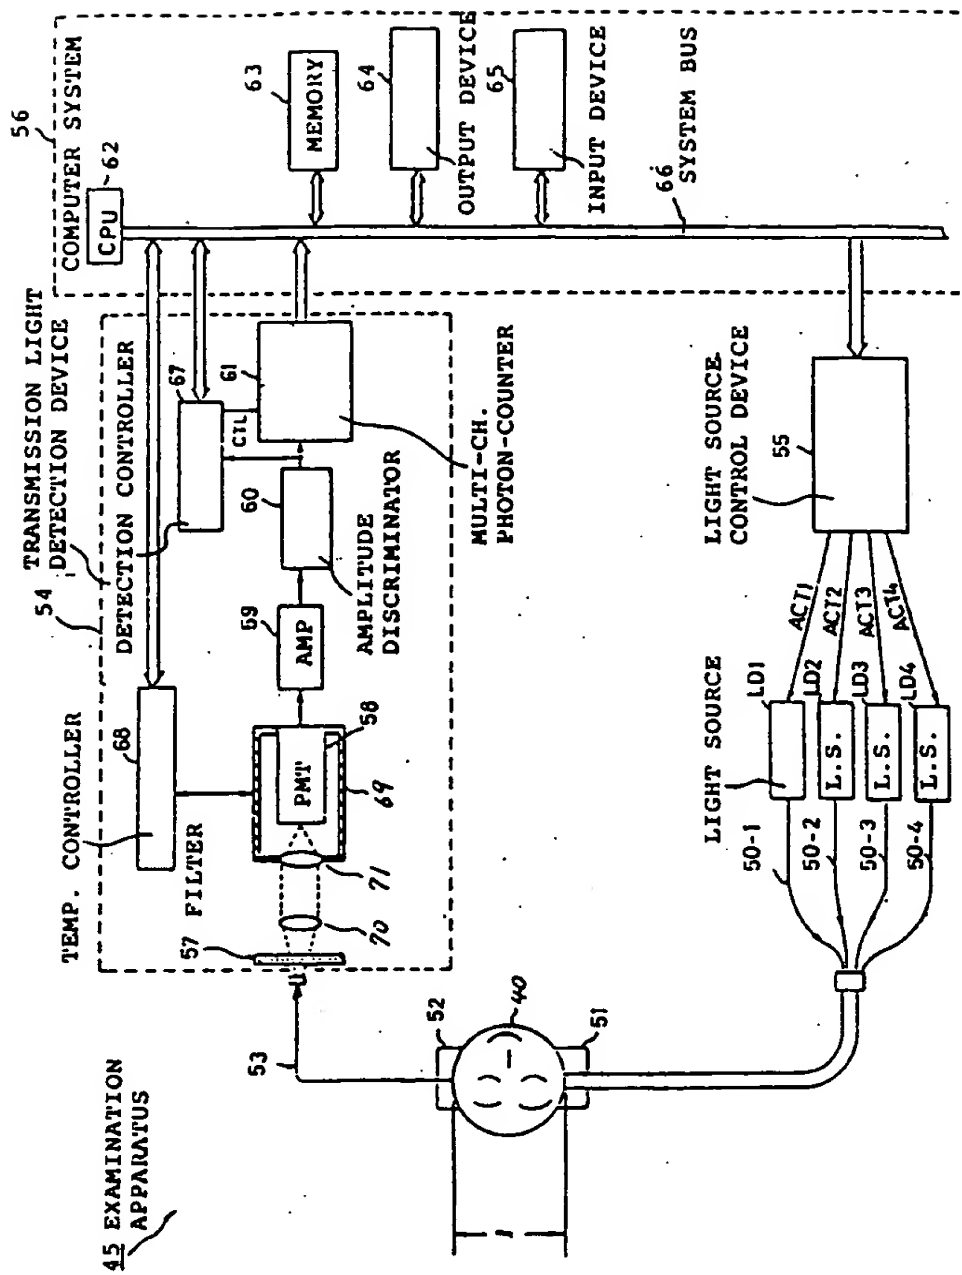 45 EXAMINATION
APPARATUS
54
TRANSMISSION LIGHT
DETECTION DEVICE
56
COMPUTER SYSTEM
CPU
62
TEMP. CONTROLLER
68
DETECTION CONTROLLER
67
63
MEMORY
64
OUTPUT DEVICE
65
INPUT DEVICE
66
SYSTEM BUS
FILTER
57
70
71
PMT
58
69
59
AMP
60
AMPLITUDE
DISCRIMINATOR
CTL
61
MULTI-CH.
PHOTON-COUNTER
53
52
40
51
l
LIGHT SOURCE
CONTROL DEVICE
55
ACT1
ACT2
ACT3
ACT4
LIGHT SOURCE
LD1
LD2
L.S.
LD3
L.S.
LD4
L.S.
50-1
50-2
50-3
50-4